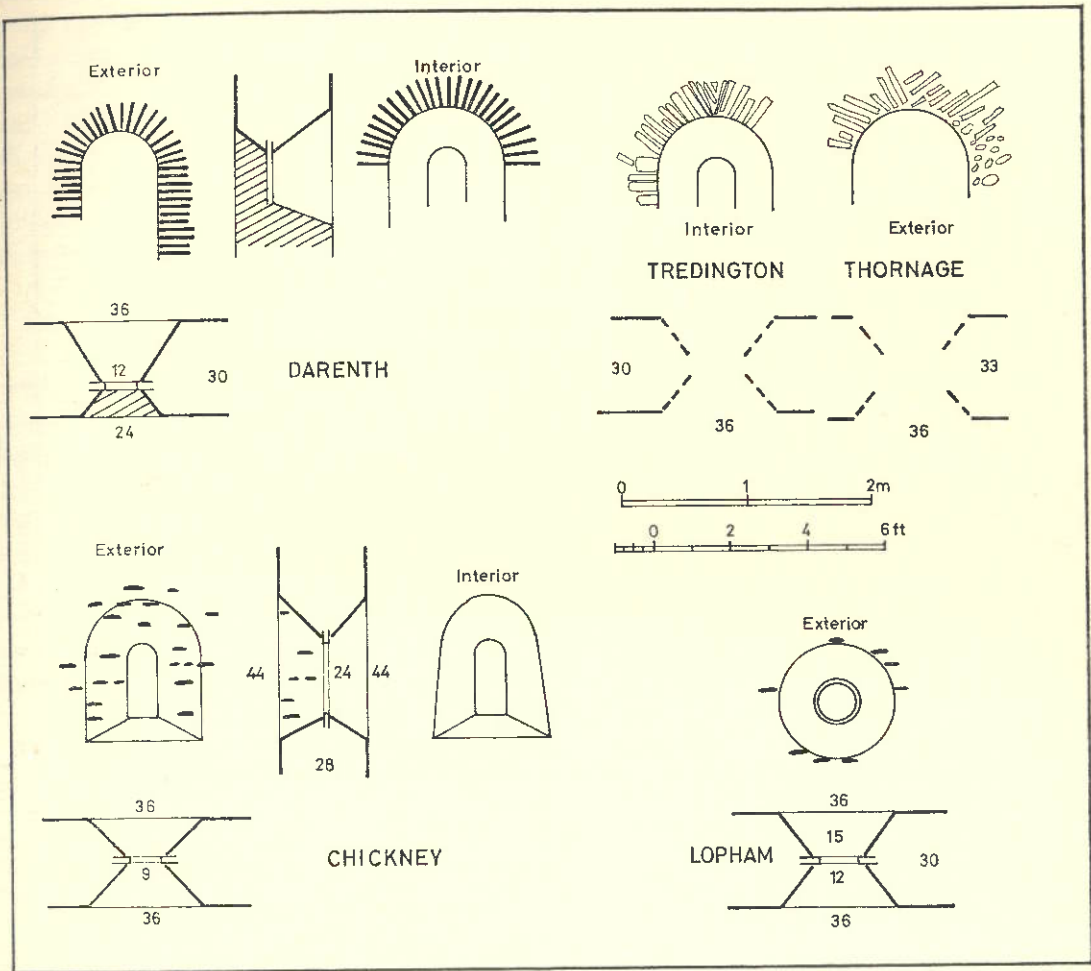 Exterior
Interior
Interior
Exterior
TREDINGTON
THORNAGE
36
12
30
24
DARENTH
30
36
33
36
0 1 2m
0 2 4 6ft
Exterior
44
24
44
28
Interior
Exterior
36
9
36
CHICKNEY
LOPHAM
36
15
12
30
36